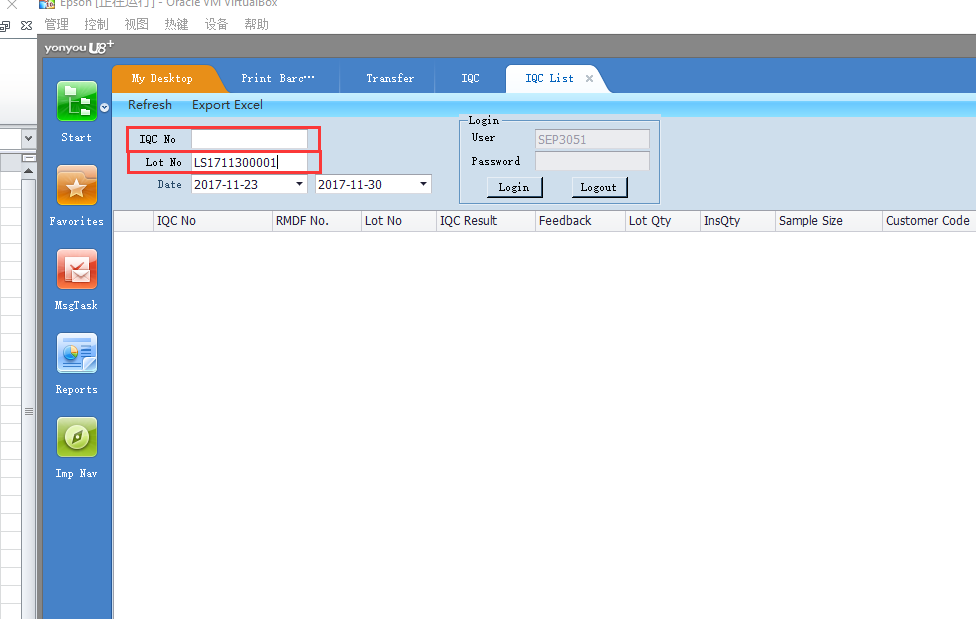 Epson [正在运行] - Oracle VM VirtualBox
管理 控制 视图 热键 设备 帮助
yonyou U8+
My Desktop Print Barc··· Transfer IQC IQC List
Refresh Export Excel
Start
Favorites
MsgTask
Reports
Imp Nav
IQC No
Lot No LS1711300001
Date 2017-11-23 2017-11-30
Login
User SEP3051
Password
Login Logout
IQC No RMDF No. Lot No IQC Result Feedback Lot Qty InsQty Sample Size Customer Code